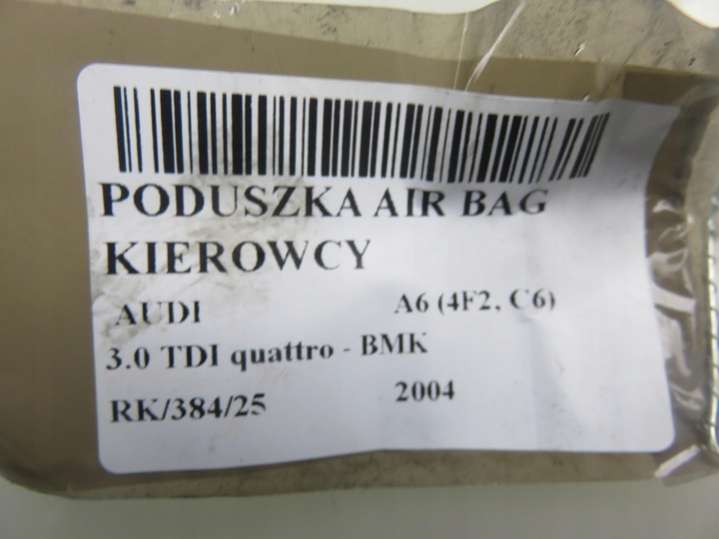 PODUSZKA AIR BAG
KIEROWCY
AUDI A6 (4F2, C6)
3.0 TDI quattro - BMK
RK/384/25 2004